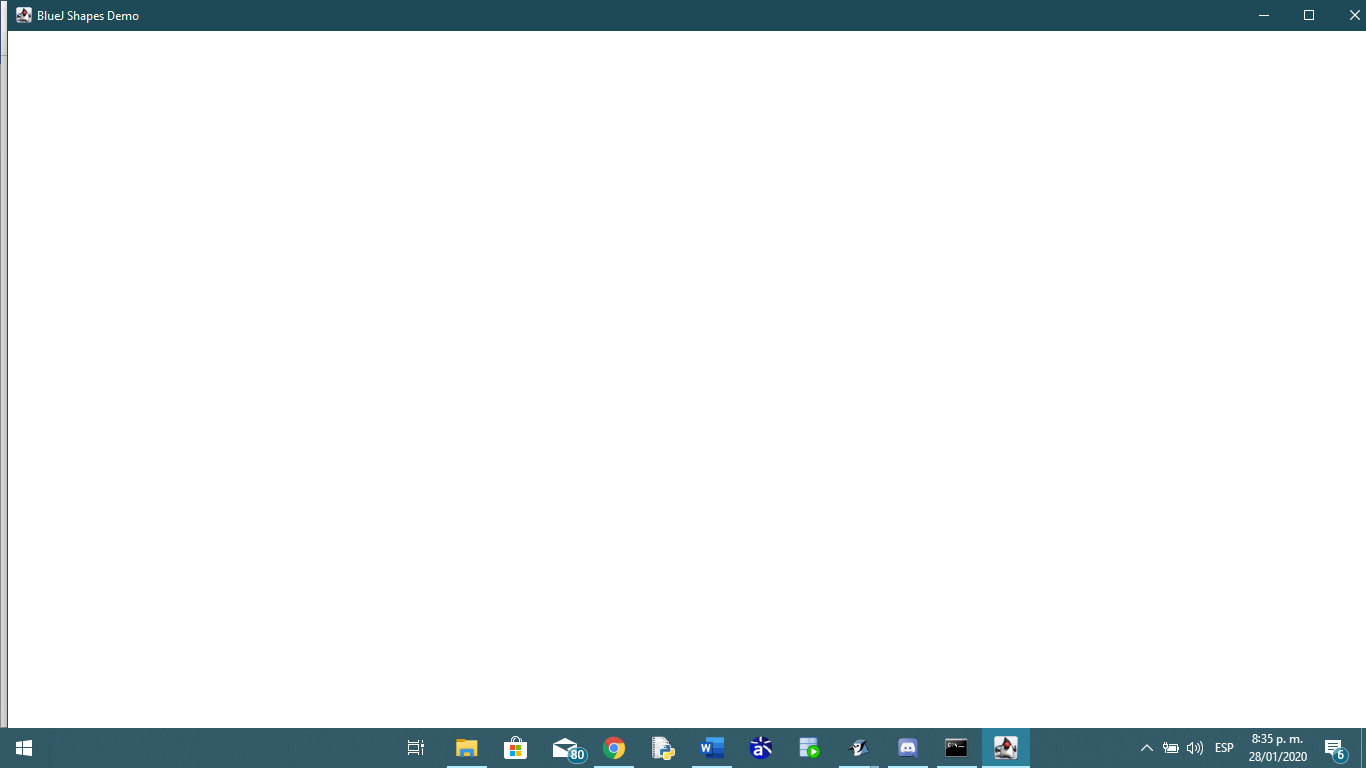 BlueJ Shapes Demo
80
W
a
ESP
8:35 p. m.
28/01/2020
6